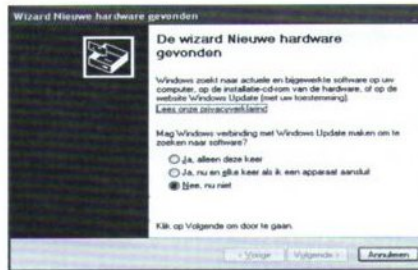 Wizard Nieuwe hardware gevonden
De wizard Nieuwe hardware
gevonden
Windows zoekt naar actuele en bijgewerkte software op uw
computer, op de installatie-cd-rom van de hardware, of op de
website Windows Update (met uw toestemming).
Lees onze privacyverklaring
Mag Windows verbinding met Windows Update maken om te
zoeken naar software?
Ja, alleen deze keer
Ja, nu en elke keer als ik een apparaat aansluit
Nee, nu niet
Klik op Volgende om door te gaan.
< Vorige Volgende > Annuleren